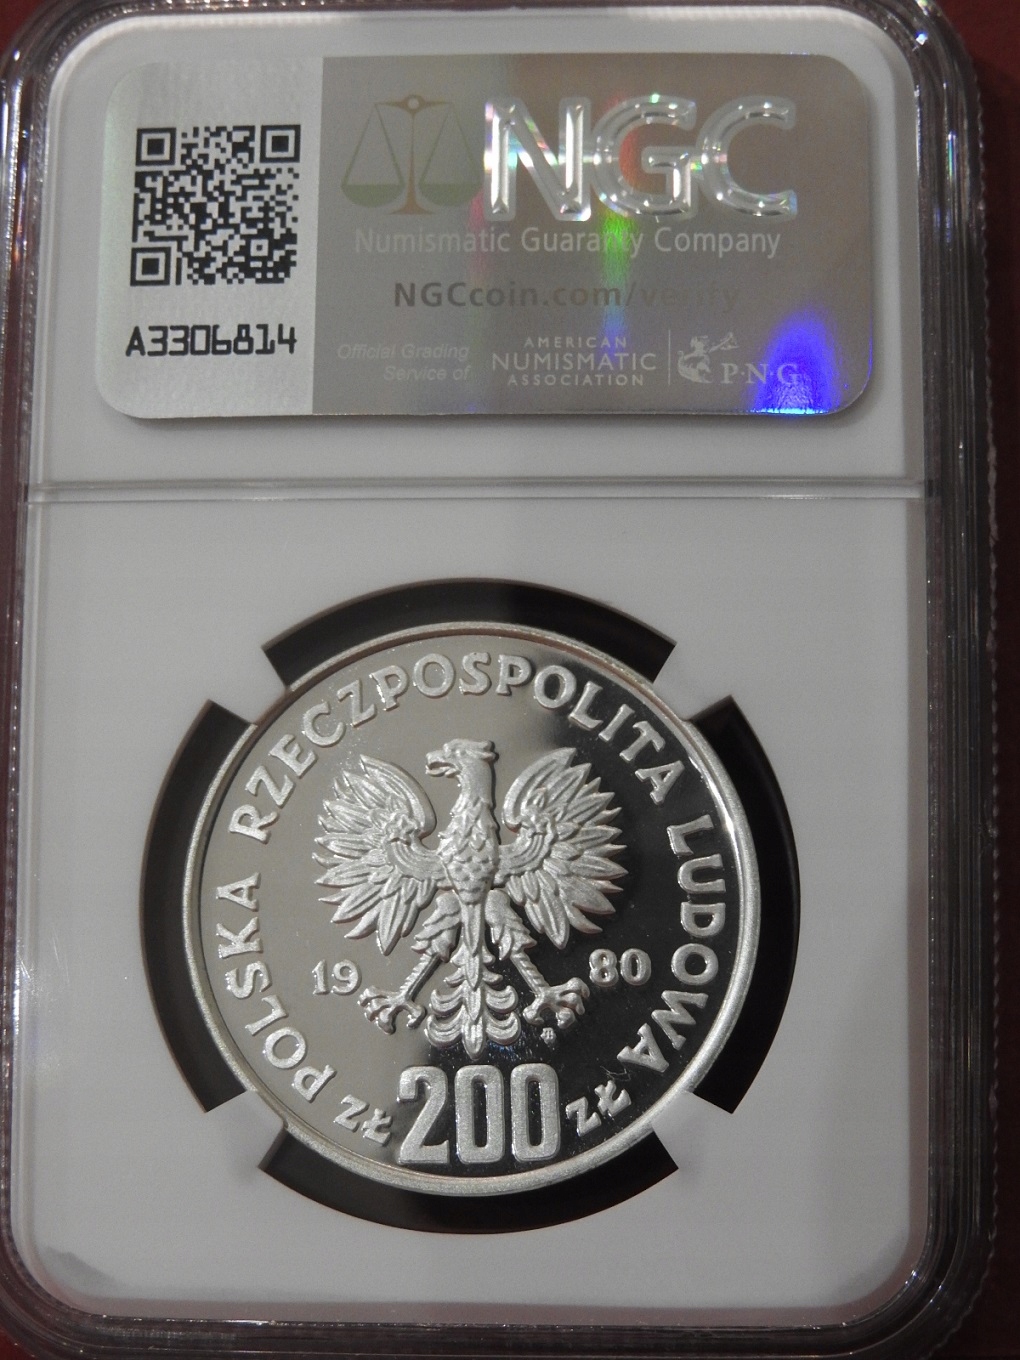 NGC
Numismatic Guaranty Company
NGCcoin.com/verify
A3306814
Official Grading
Service of
AMERICAN
NUMISMATIC
ASSOCIATION
P·N·G
POLSKA RZECZPOSPOLITA LUDOWA
19 80
ZŁ 200 ZŁ